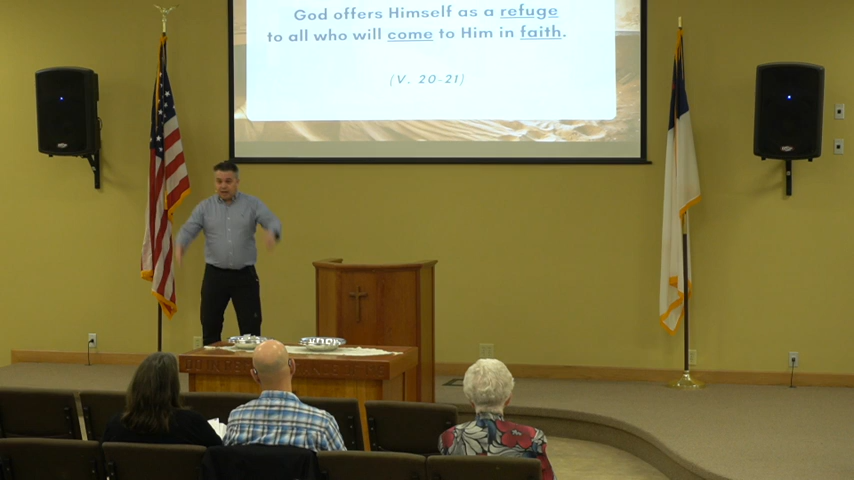 God offers Himself as a refuge
to all who will come to Him in faith.
(V. 20-21)